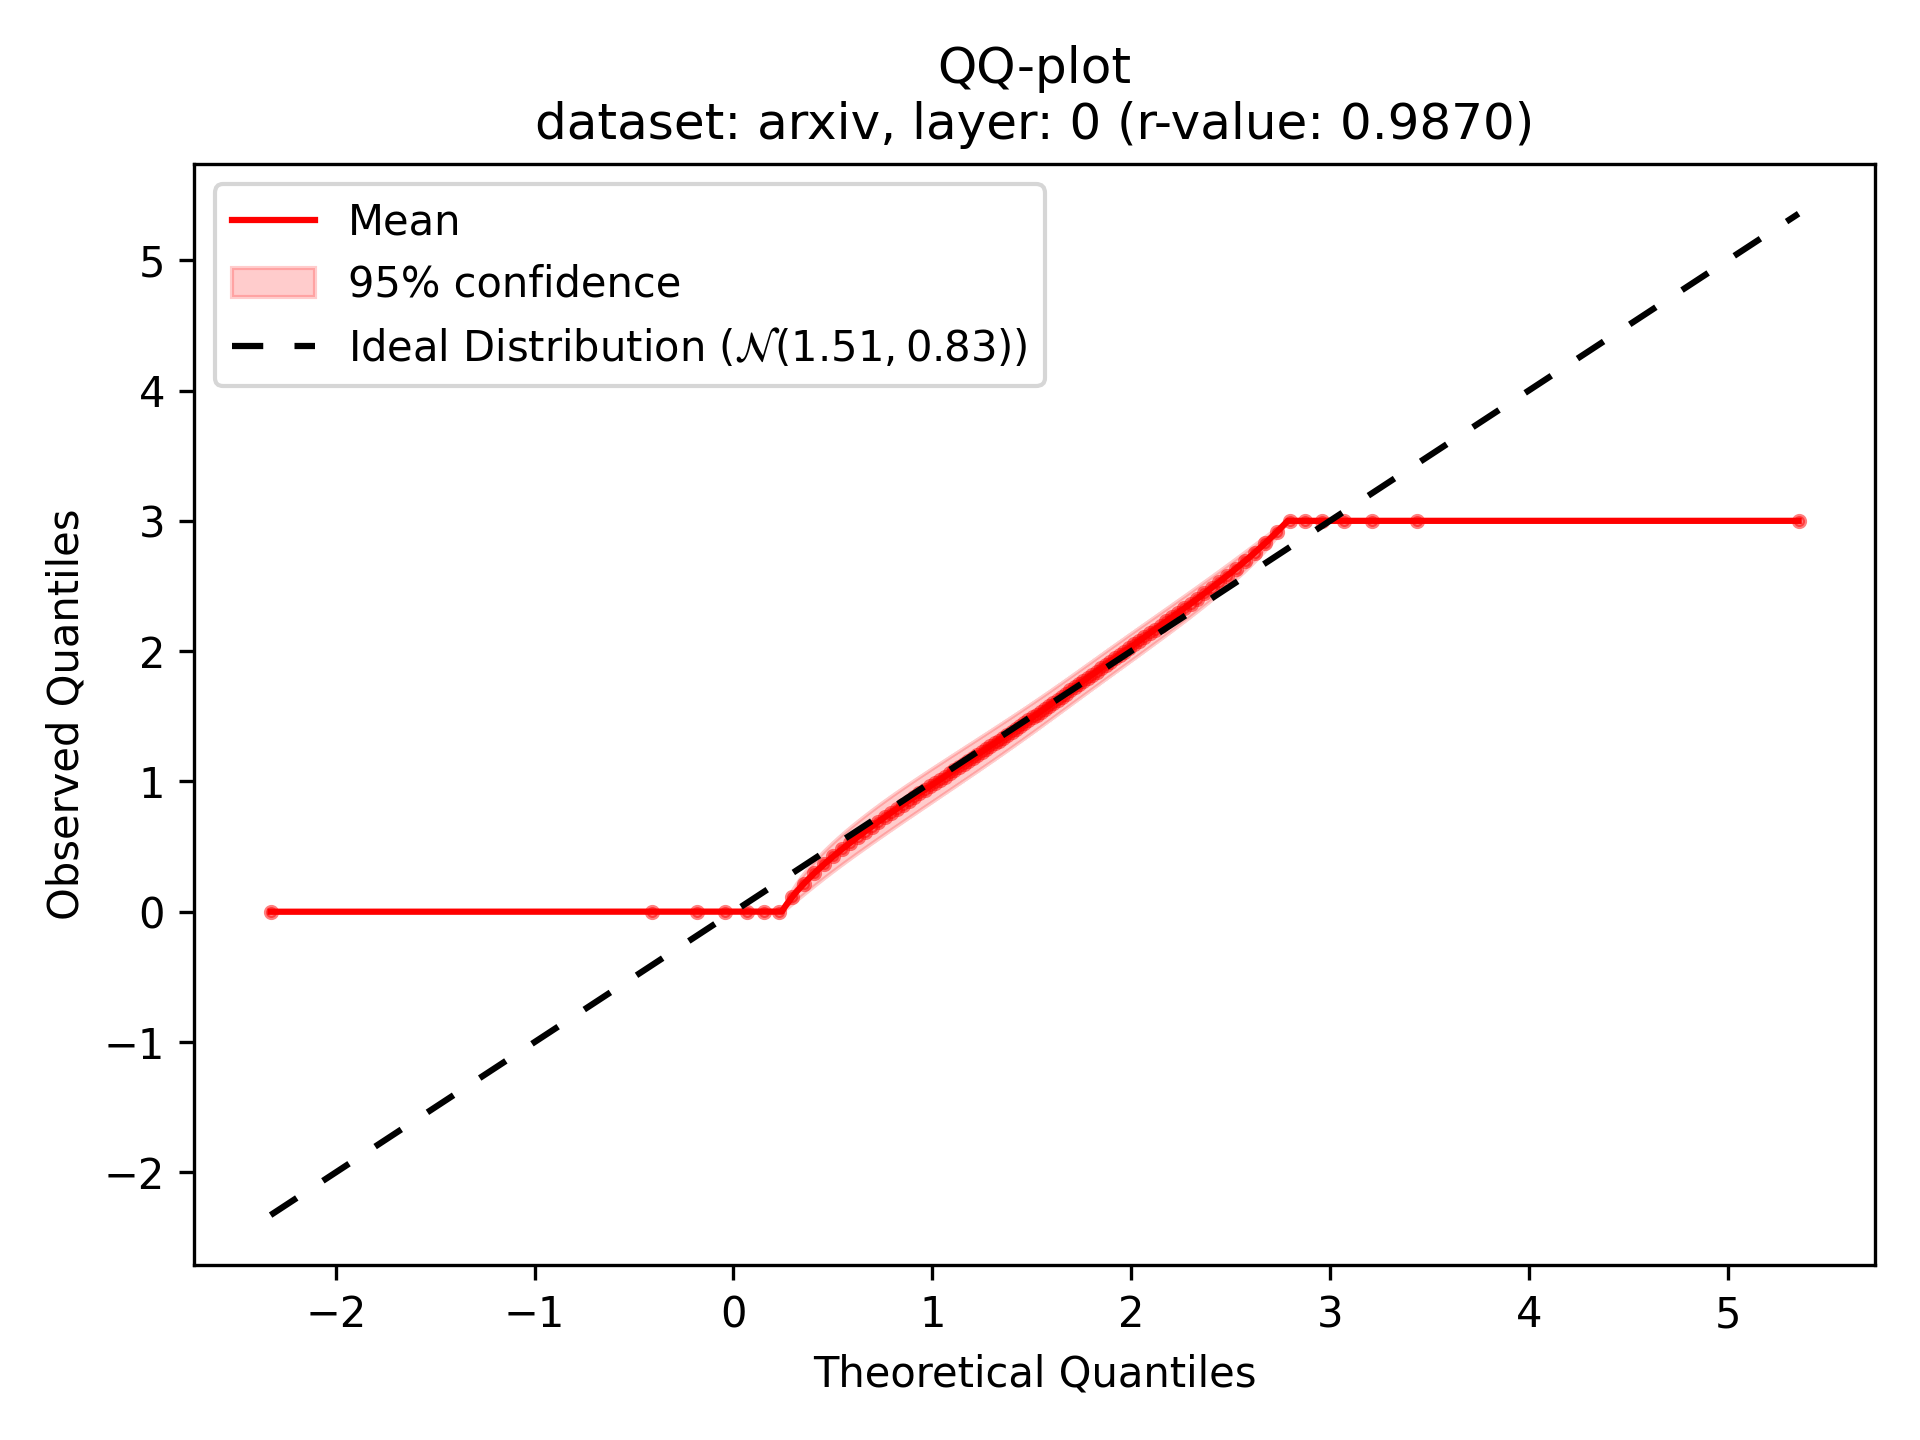 QQ-plot
dataset: arxiv, layer: 0 (r-value: 0.9870)
Mean
95% confidence
Ideal Distribution (𝒩(1.51, 0.83))
5
4
3
2
1
0
−1
−2
Observed Quantiles
−2 −1 0 1 2 3 4 5
Theoretical Quantiles